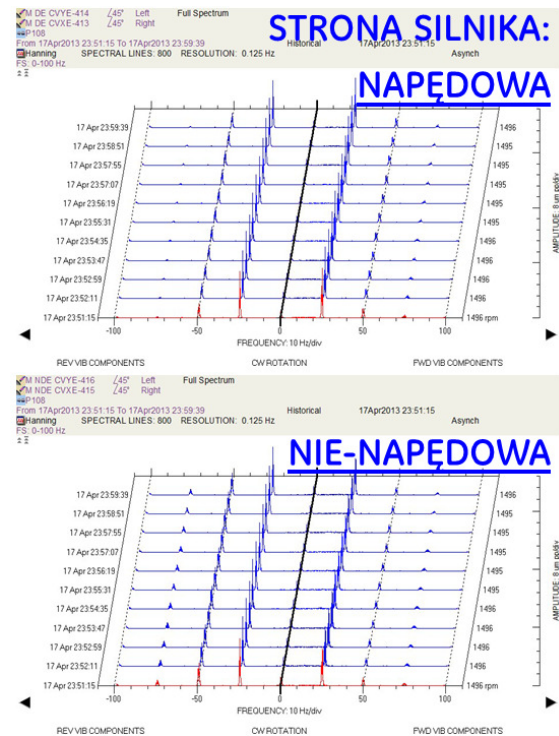 M DE CVYE-414 ∠45° Left Full Spectrum
M DE CVXE-413 ∠45° Right
P108
From 17Apr2013 23:51:15 To 17Apr2013 23:59:39 Historical 17Apr2013 23:51:15
Hanning SPECTRAL LINES: 800 RESOLUTION: 0.125 Hz Asynch
FS: 0-100 Hz
STRONA SILNIKA:
NAPĘDOWA
17 Apr 23:59:39 1496
17 Apr 23:58:51
17 Apr 23:57:55 1495
17 Apr 23:57:07 1495
17 Apr 23:56:19 1495
17 Apr 23:55:31 1495
17 Apr 23:54:35 1496
17 Apr 23:53:47 1496
17 Apr 23:52:59 1495
17 Apr 23:52:11 1496
17 Apr 23:51:15 1496 rpm
-100 -50 0 50 100
FREQUENCY: 10 Hz/div
AMPLITUDE: 8 um pp/div
REV VIB COMPONENTS CW ROTATION FWD VIB COMPONENTS
M NDE CVYE-416 ∠45° Left Full Spectrum
M NDE CVXE-415 ∠45° Right
P108
From 17Apr2013 23:51:15 To 17Apr2013 23:59:39 Historical 17Apr2013 23:51:15
Hanning SPECTRAL LINES: 800 RESOLUTION: 0.125 Hz Asynch
FS: 0-100 Hz
NIE-NAPĘDOWA
17 Apr 23:59:39 1496
17 Apr 23:58:51
17 Apr 23:57:55 1495
17 Apr 23:57:07 1495
17 Apr 23:56:19 1495
17 Apr 23:55:31 1495
17 Apr 23:54:35 1496
17 Apr 23:53:47 1496
17 Apr 23:52:59 1495
17 Apr 23:52:11 1496
17 Apr 23:51:15 1496 rpm
-100 -50 0 50 100
FREQUENCY: 10 Hz/div
AMPLITUDE: 8 um pp/div
REV VIB COMPONENTS CW ROTATION FWD VIB COMPONENTS